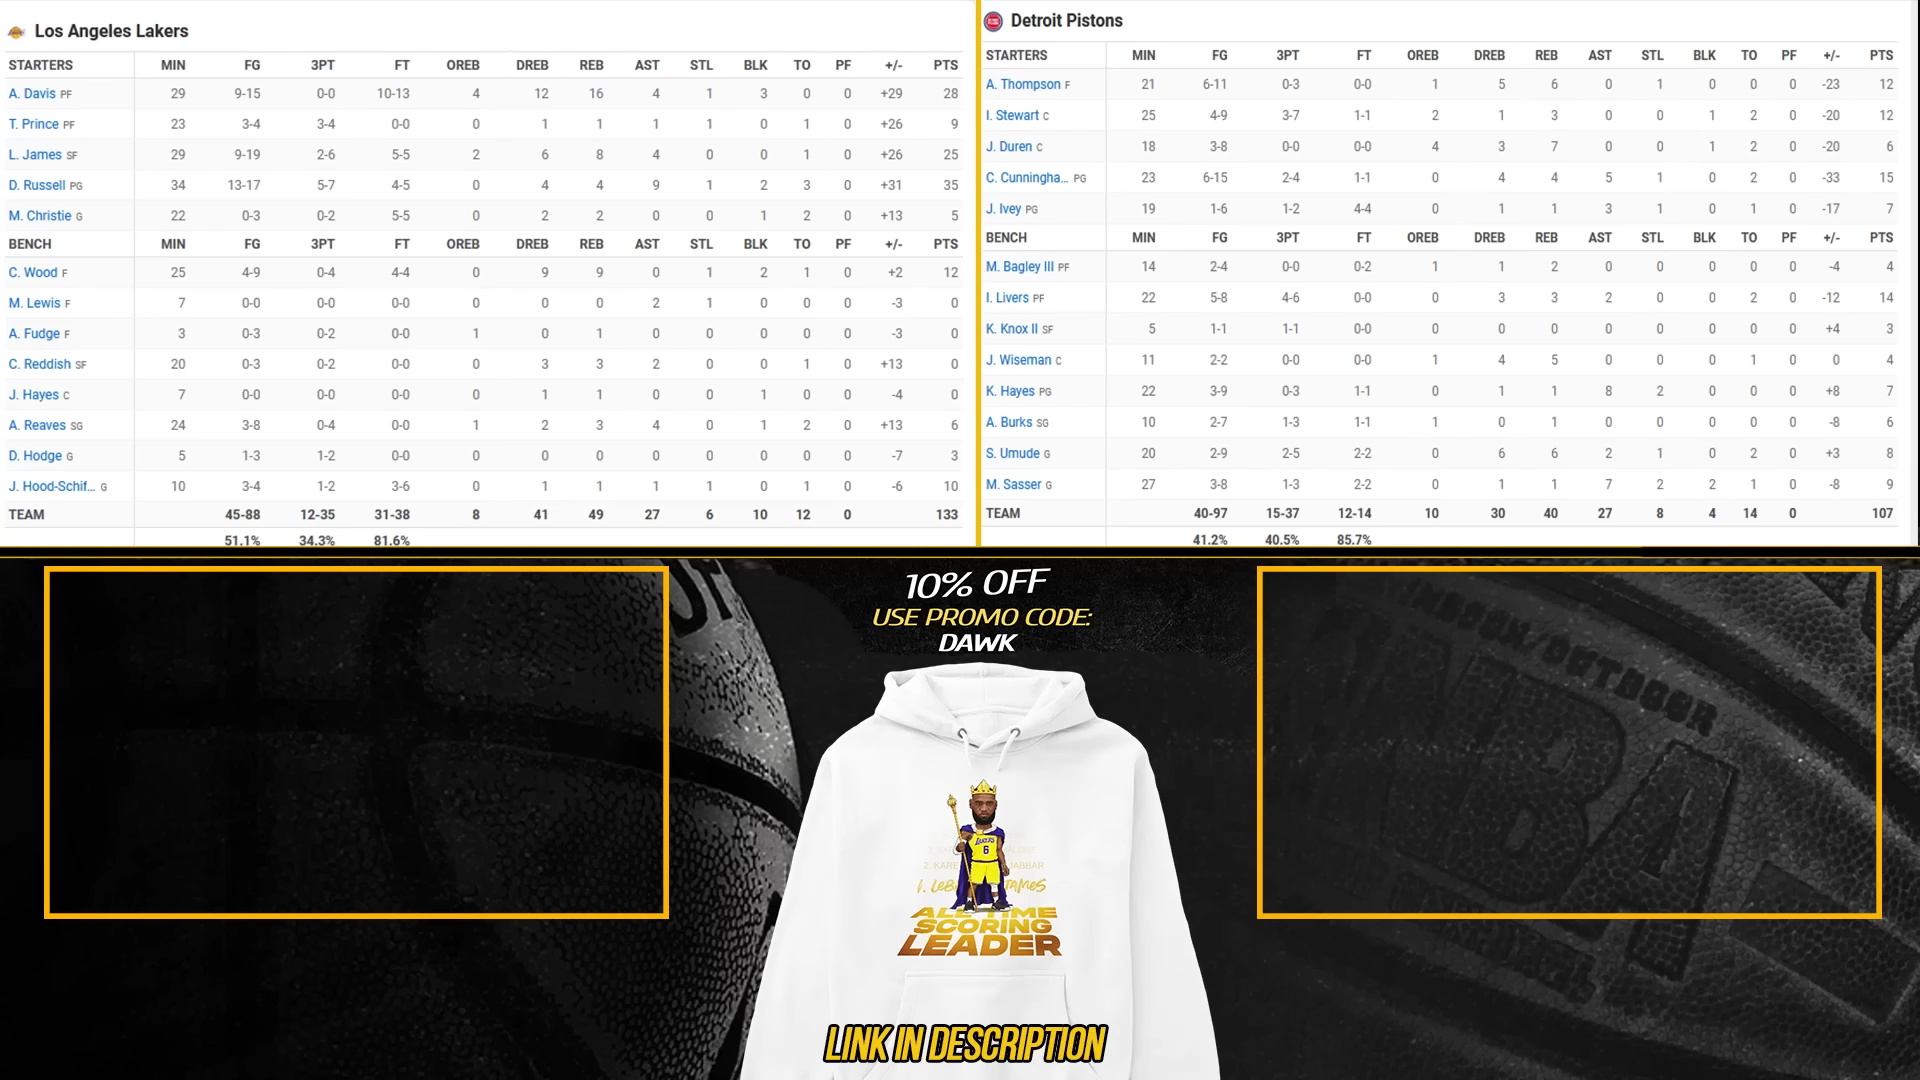 Los Angeles Lakers
STARTERS MIN FG 3PT FT OREB DREB REB AST STL BLK TO PF +/- PTS
A. Davis PF 29 9-15 0-0 10-13 4 12 16 4 1 3 0 0 +29 28
T. Prince PF 23 3-4 3-4 0-0 0 1 1 1 1 0 1 0 +26 9
L. James SF 29 9-19 2-6 5-5 2 6 8 4 0 0 1 0 +26 25
D. Russell PG 34 13-17 5-7 4-5 0 4 4 9 1 2 3 0 +31 35
M. Christie G 22 0-3 0-2 5-5 0 2 2 0 0 1 2 0 +13 5
BENCH MIN FG 3PT FT OREB DREB REB AST STL BLK TO PF +/- PTS
C. Wood F 25 4-9 0-4 4-4 0 9 9 0 1 2 1 0 +2 12
M. Lewis F 7 0-0 0-0 0-0 0 0 0 2 1 0 0 0 -3 0
A. Fudge F 3 0-3 0-2 0-0 1 0 1 0 0 0 0 0 -3 0
C. Reddish SF 20 0-3 0-2 0-0 0 3 3 2 0 0 1 0 +13 0
J. Hayes C 7 0-0 0-0 0-0 0 1 1 0 0 1 0 0 -4 0
A. Reaves SG 24 3-8 0-4 0-0 1 2 3 4 0 1 2 0 +13 6
D. Hodge G 5 1-3 1-2 0-0 0 0 0 0 0 0 0 0 -7 3
J. Hood-Schif... G 10 3-4 1-2 3-6 0 1 1 1 1 0 1 0 -6 10
TEAM 45-88 12-35 31-38 8 41 49 27 6 10 12 0 133
51.1% 34.3% 81.6%
Detroit Pistons
STARTERS MIN FG 3PT FT OREB DREB REB AST STL BLK TO PF +/- PTS
A. Thompson F 21 6-11 0-3 0-0 1 5 6 0 1 0 0 0 -23 12
I. Stewart C 25 4-9 3-7 1-1 2 1 3 0 0 1 2 0 -20 12
J. Duren C 18 3-8 0-0 0-0 4 3 7 0 0 1 2 0 -20 6
C. Cunningha... PG 23 6-15 2-4 1-1 0 4 4 5 1 0 2 0 -33 15
J. Ivey PG 19 1-6 1-2 4-4 0 1 1 3 1 0 1 0 -17 7
BENCH MIN FG 3PT FT OREB DREB REB AST STL BLK TO PF +/- PTS
M. Bagley III PF 14 2-4 0-0 0-2 1 1 2 0 0 0 0 0 -4 4
I. Livers PF 22 5-8 4-6 0-0 0 3 3 2 0 0 2 0 -12 14
K. Knox II SF 5 1-1 1-1 0-0 0 0 0 0 0 0 0 0 +4 3
J. Wiseman C 11 2-2 0-0 0-0 1 4 5 0 0 0 1 0 0 4
K. Hayes PG 22 3-9 0-3 1-1 0 1 1 8 2 0 0 0 +8 7
A. Burks SG 10 2-7 1-3 1-1 1 0 1 0 0 0 0 0 -8 6
S. Umude G 20 2-9 2-5 2-2 0 6 6 2 1 0 2 0 +3 8
M. Sasser G 27 3-8 1-3 2-2 0 1 1 7 2 2 1 0 -8 9
TEAM 40-97 15-37 12-14 10 30 40 27 8 4 14 0 107
41.2% 40.5% 85.7%
10% OFF
USE PROMO CODE:
DAWK
INDOOR/OUTDOOR
LAKERS
6
2. KARE JABBAR
1. LEB JAMES
ALL TIME
SCORING
LEADER
LINK IN DESCRIPTION